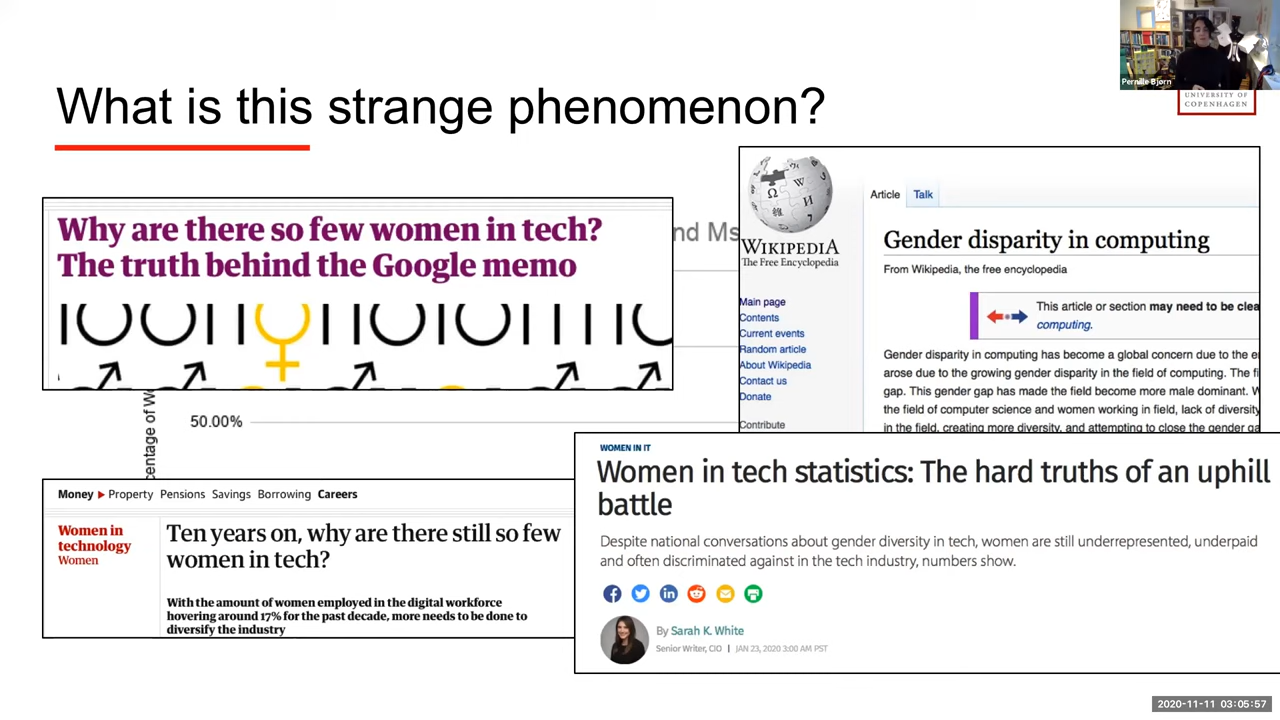 Pernille Bjørn
UNIVERSITY OF
COPENHAGEN
What is this strange phenomenon?
Why are there so few women in tech?
The truth behind the Google memo
nd Ms
50.00%
centage of W
WIKIPEDIA
The Free Encyclopedia
Main page
Contents
Current events
Random article
About Wikipedia
Contact us
Donate
Contribute
Article Talk
Gender disparity in computing
From Wikipedia, the free encyclopedia
This article or section may need to be clea
computing.
Gender disparity in computing has become a global concern due to the e
arose due to the growing gender disparity in the field of computing. The fi
gap. This gender gap has made the field become more male dominant. W
the field of computer science and women working in field, lack of diversity
in the field, creating more diversity, and attempting to close the gender ga
Money Property Pensions Savings Borrowing Careers
Women in
technology
Women
Ten years on, why are there still so few
women in tech?
With the amount of women employed in the digital workforce
hovering around 17% for the past decade, more needs to be done to
diversify the industry
WOMEN IN IT
Women in tech statistics: The hard truths of an uphill
battle
Despite national conversations about gender diversity in tech, women are still underrepresented, underpaid
and often discriminated against in the tech industry, numbers show.
By Sarah K. White
Senior Writer, CIO | JAN 23, 2020 3:00 AM PST
2020-11-11 03:05:57